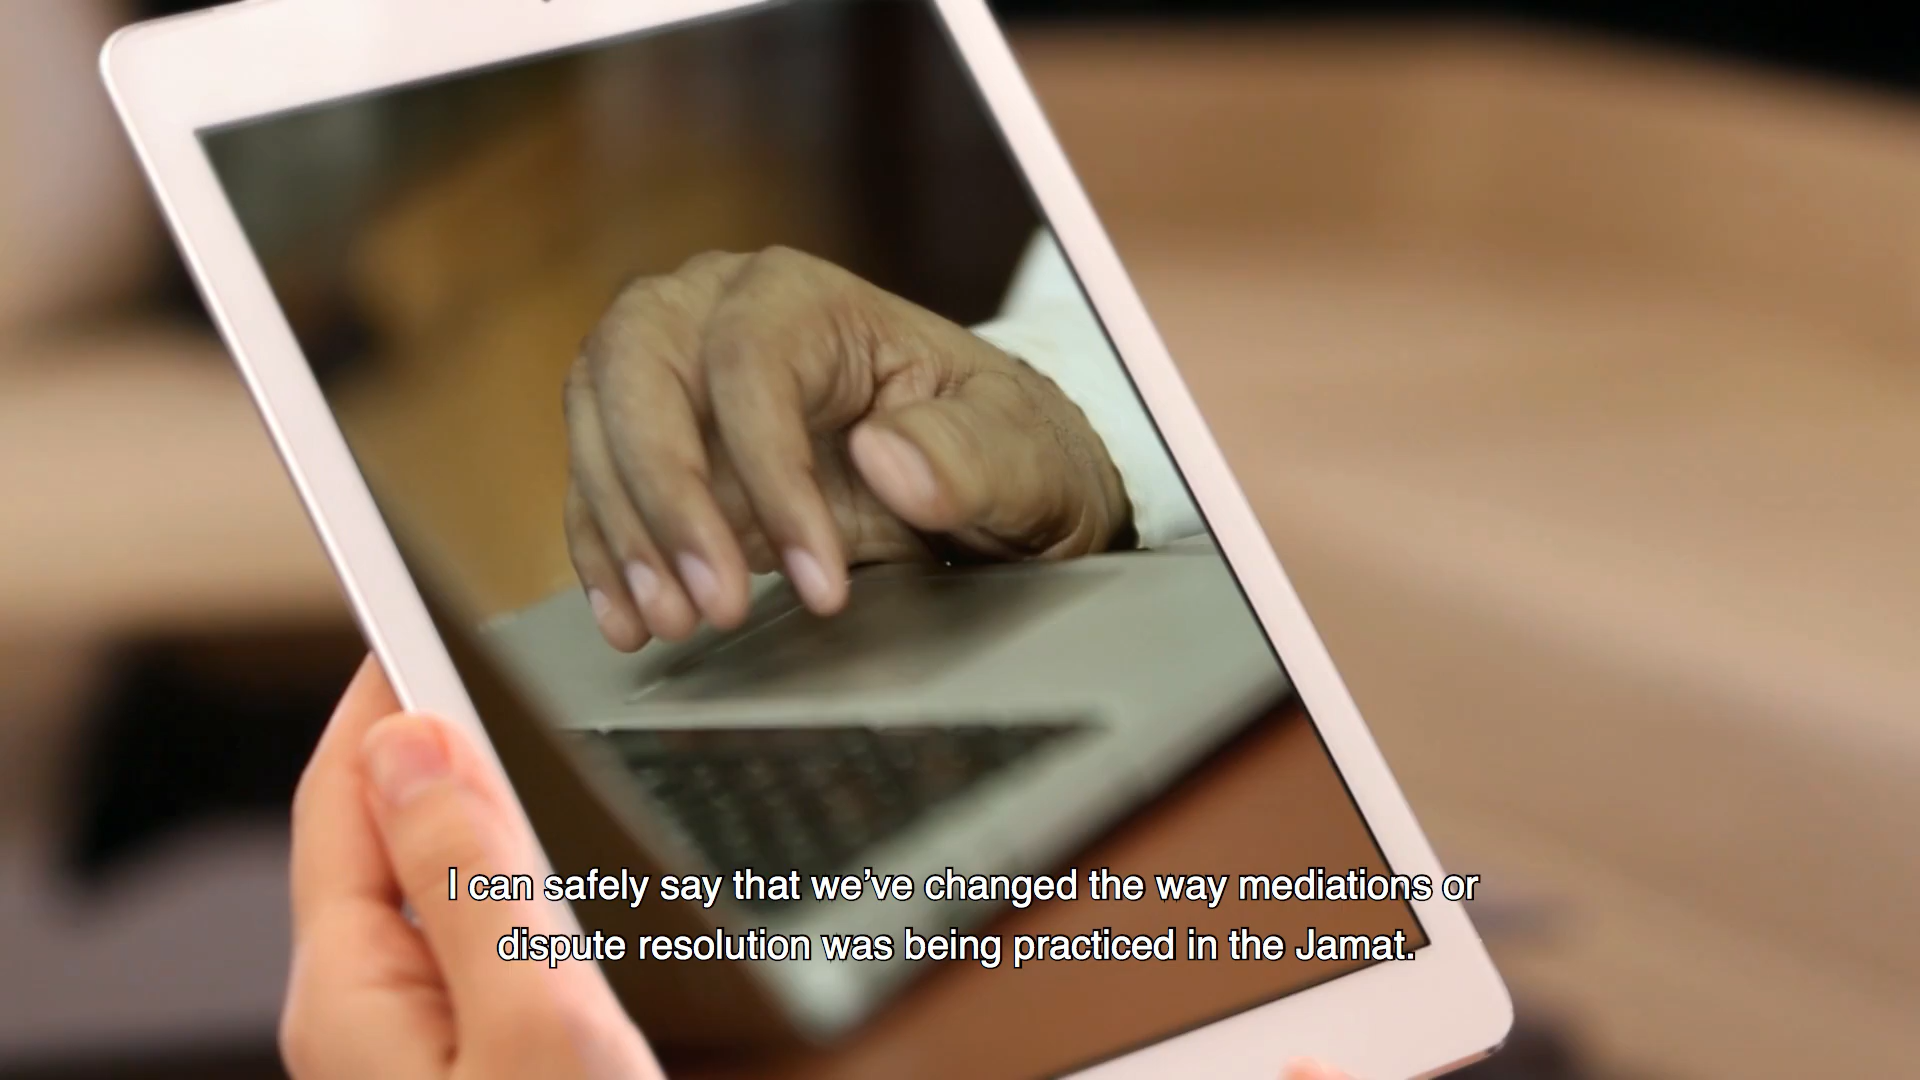 I can safely say that we’ve changed the way mediations or
dispute resolution was being practiced in the Jamat.